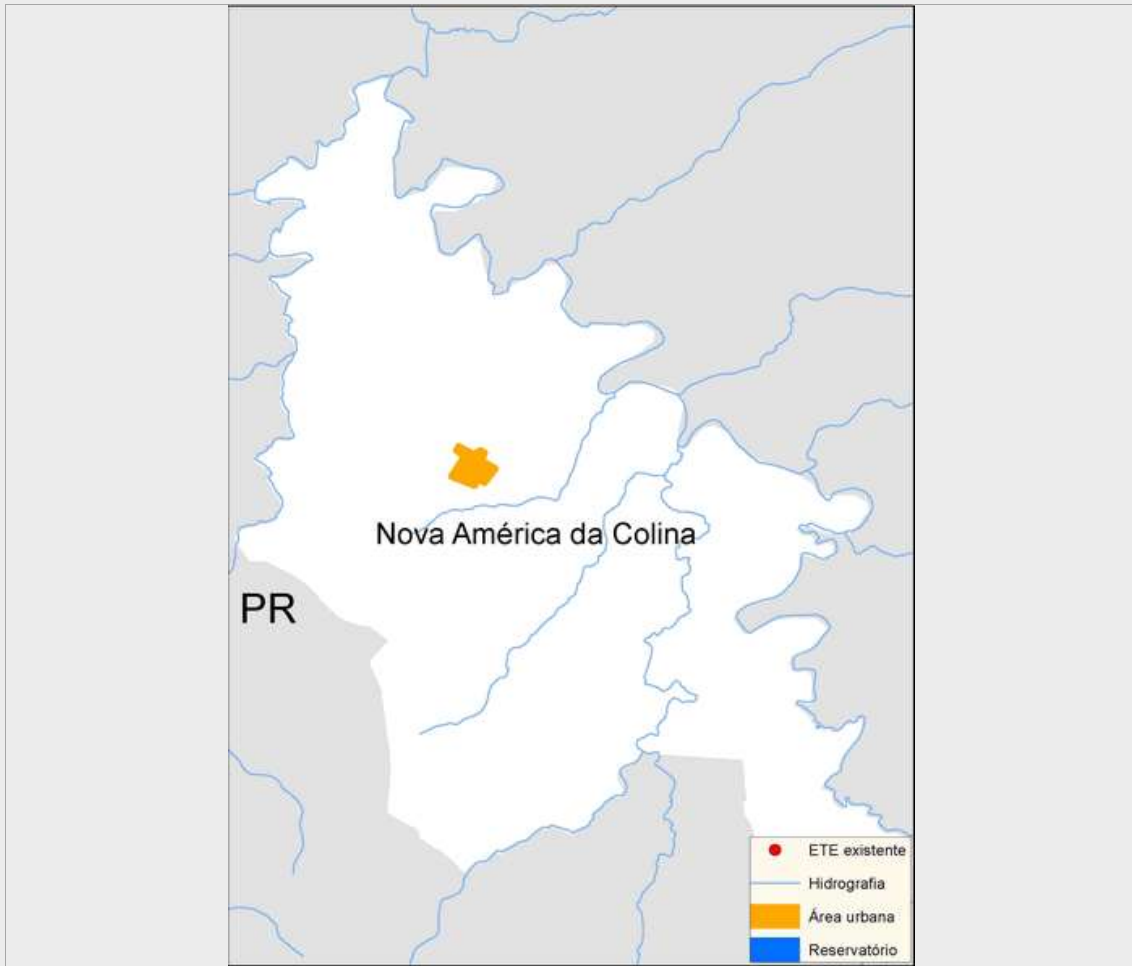 Nova América da Colina
PR
ETE existente
Hidrografia
Área urbana
Reservatório